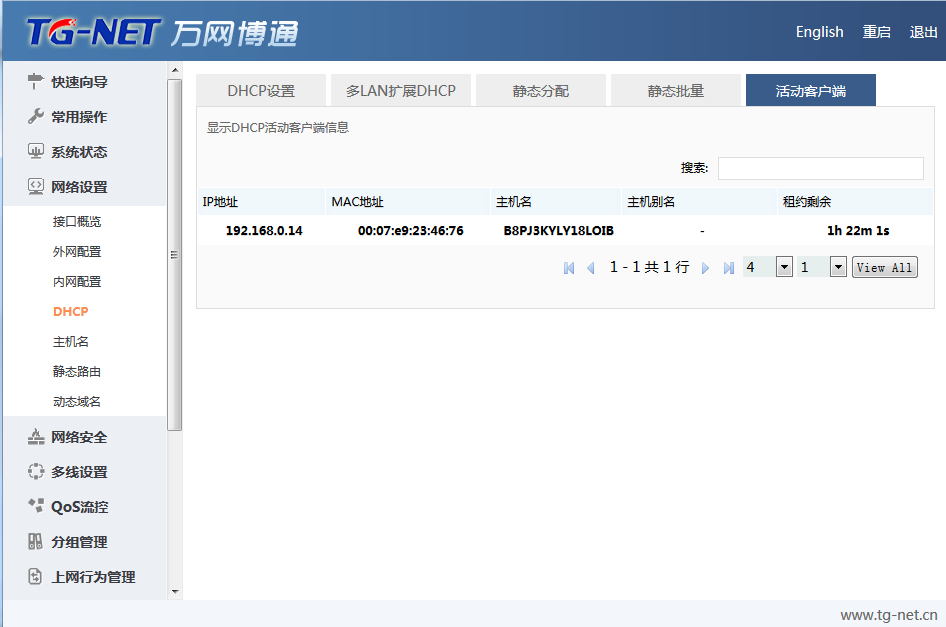 TG-NET 万网博通
English 重启 退出
快速向导
常用操作
系统状态
网络设置
接口概览
外网配置
内网配置
DHCP
主机名
静态路由
动态域名
网络安全
多线设置
QoS流控
分组管理
上网行为管理
DHCP设置 多LAN扩展DHCP 静态分配 静态批量 活动客户端
显示DHCP活动客户端信息
搜索:
IP地址 MAC地址 主机名 主机别名 租约剩余
192.168.0.14 00:07:e9:23:46:76 B8PJ3KYLY18LOIB - 1h 22m 1s
1 - 1 共 1 行 4 1 View All
www.tg-net.cn